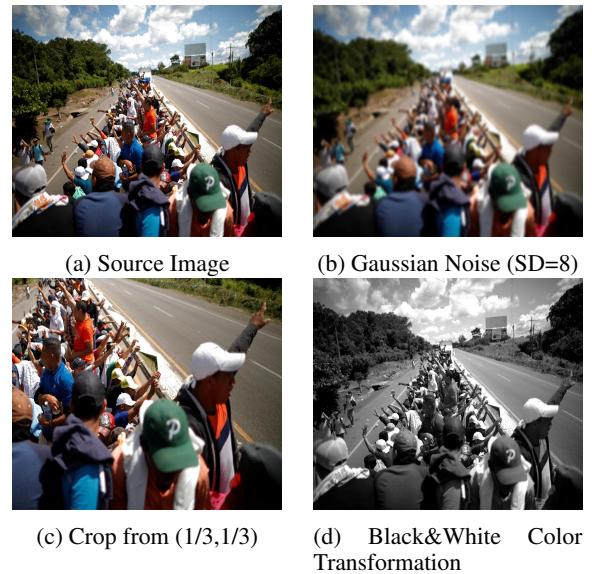 (a) Source Image
(b) Gaussian Noise (SD=8)
(c) Crop from (1/3,1/3)
(d) Black&White Color
Transformation
P
P
P
P